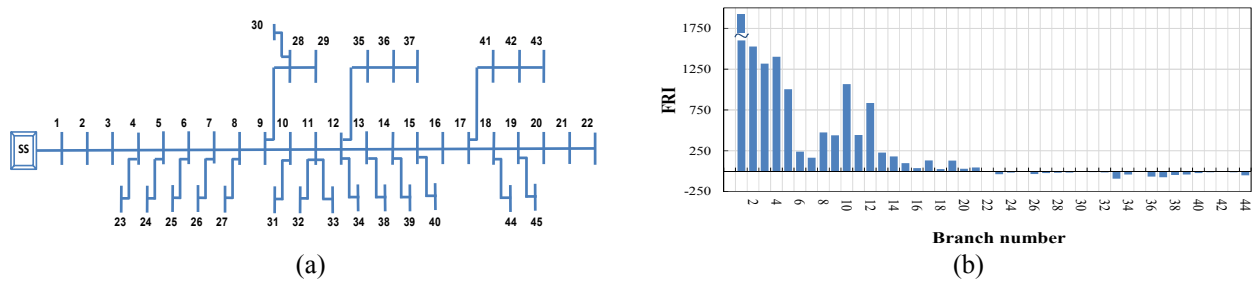 30
28 29 35 36 37 41 42 43
SS 1 2 3 4 5 6 7 8 9 10 11 12 13 14 15 16 17 18 19 20 21 22
23 24 25 26 27 31 32 33 34 38 39 40 44 45
(a)
1750
1250
750
250
-250
FRI
2 4 6 8 10 12 14 16 18 20 22 24 26 28 30 32 34 36 38 40 42 44
Branch number
(b)